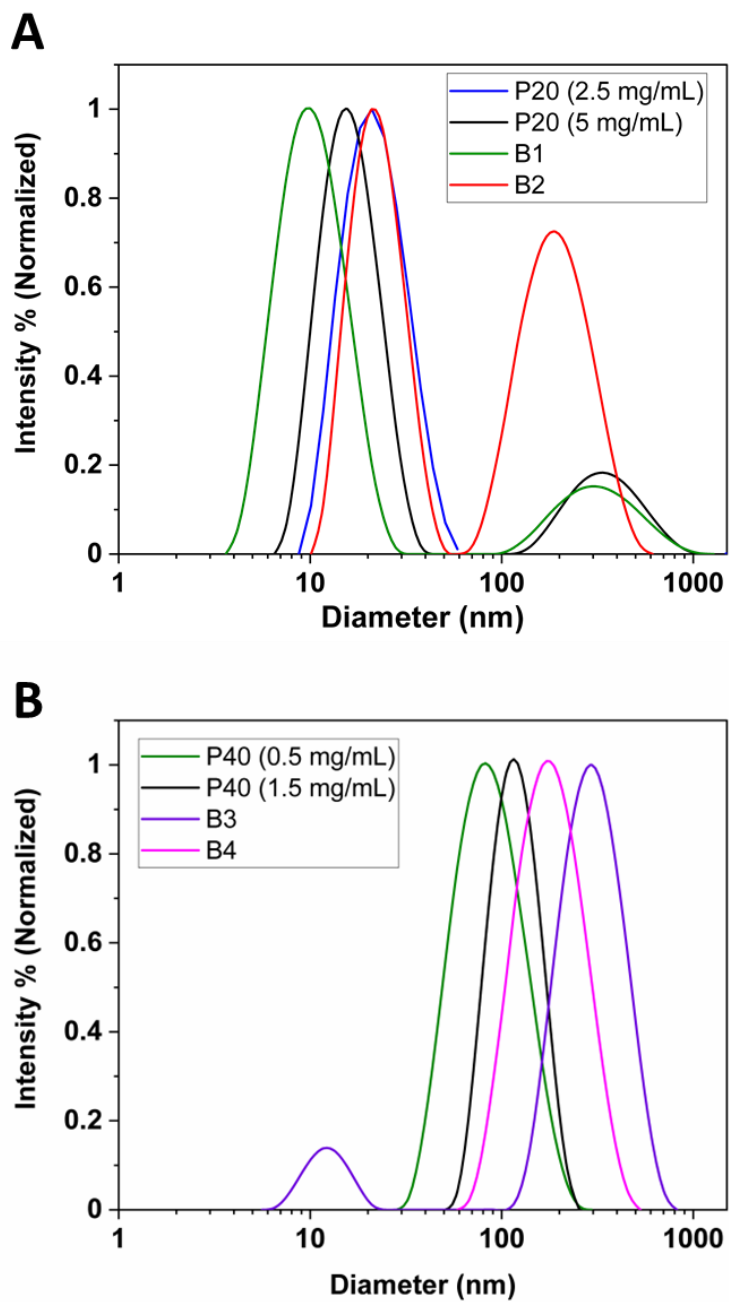 A
P20 (2.5 mg/mL)
P20 (5 mg/mL)
B1
B2
Intensity % (Normalized)
1
0.8
0.6
0.4
0.2
0
1
10
100
1000
Diameter (nm)
B
P40 (0.5 mg/mL)
P40 (1.5 mg/mL)
B3
B4
Intensity % (Normalized)
1
0.8
0.6
0.4
0.2
0
1
10
100
1000
Diameter (nm)